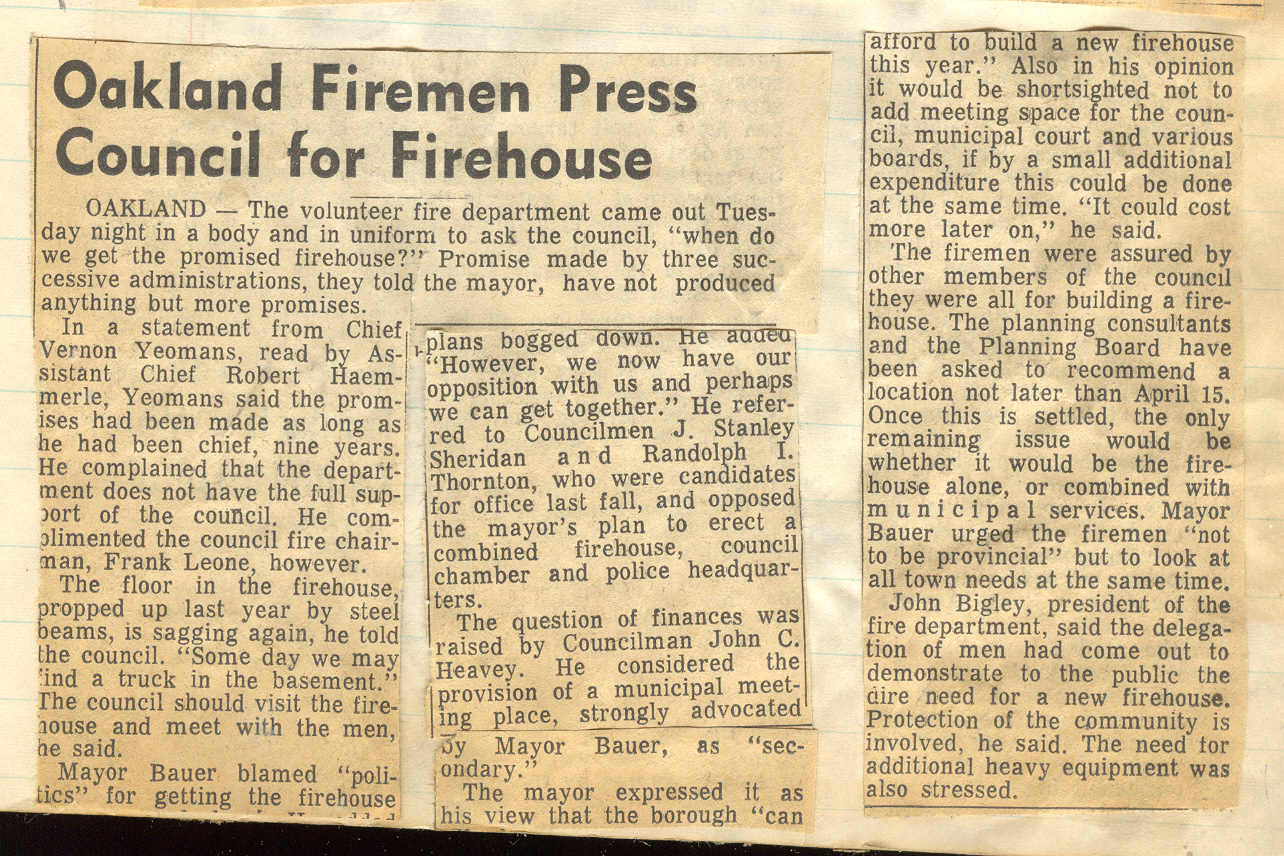 Oakland Firemen Press
Council for Firehouse
OAKLAND — The volunteer fire department came out Tues-
day night in a body and in uniform to ask the council, “when do
we get the promised firehouse?” Promise made by three suc-
cessive administrations, they told the mayor, have not produced
anything but more promises.
In a statement from Chief
Vernon Yeomans, read by As-
sistant Chief Robert Haem-
merle, Yeomans said the prom-
ises had been made as long as
he had been chief, nine years.
He complained that the depart-
ment does not have the full sup-
port of the council. He com-
plimented the council fire chair-
man, Frank Leone, however.
The floor in the firehouse,
propped up last year by steel
beams, is sagging again, he told
the council. “Some day we may
find a truck in the basement.”
The council should visit the fire-
house and meet with the men,
he said.
Mayor Bauer blamed “poli-
tics” for getting the firehouse
plans bogged down. He added
“However, we now have our
opposition with us and perhaps
we can get together.” He refer-
red to Councilmen J. Stanley
Sheridan and Randolph I.
Thornton, who were candidates
for office last fall, and opposed
the mayor’s plan to erect a
combined firehouse, council
chamber and police headquar-
ters.
The question of finances was
raised by Councilman John C.
Heavey. He considered the
provision of a municipal meet-
ing place, strongly advocated
by Mayor Bauer, as “sec-
ondary.”
The mayor expressed it as
his view that the borough “can
afford to build a new firehouse
this year.” Also in his opinion
it would be shortsighted not to
add meeting space for the coun-
cil, municipal court and various
boards, if by a small additional
expenditure this could be done
at the same time. “It could cost
more later on,” he said.
The firemen were assured by
other members of the council
they were all for building a fire-
house. The planning consultants
and the Planning Board have
been asked to recommend a
location not later than April 15.
Once this is settled, the only
remaining issue would be
whether it would be the fire-
house alone, or combined with
municipal services. Mayor
Bauer urged the firemen “not
to be provincial” but to look at
all town needs at the same time.
John Bigley, president of the
fire department, said the delega-
tion of men had come out to
demonstrate to the public the
dire need for a new firehouse.
Protection of the community is
involved, he said. The need for
additional heavy equipment was
also stressed.